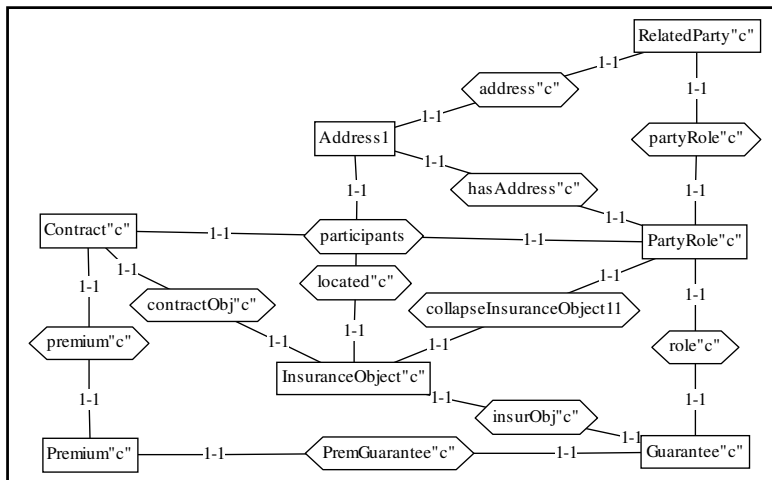 RelatedParty"c"
1-1
address"c"
1-1
1-1
Address1
partyRole"c"
1-1
1-1
hasAddress"c"
1-1
1-1
Contract"c"
1-1
participants
1-1
PartyRole"c"
1-1
1-1
located"c"
1-1
1-1
contractObj"c"
collapseInsuranceObject11
premium"c"
1-1
1-1
1-1
role"c"
InsuranceObject"c"
1-1
1-1
1-1
insurObj"c"
1-1
Premium"c"
1-1
PremGuarantee"c"
1-1
Guarantee"c"